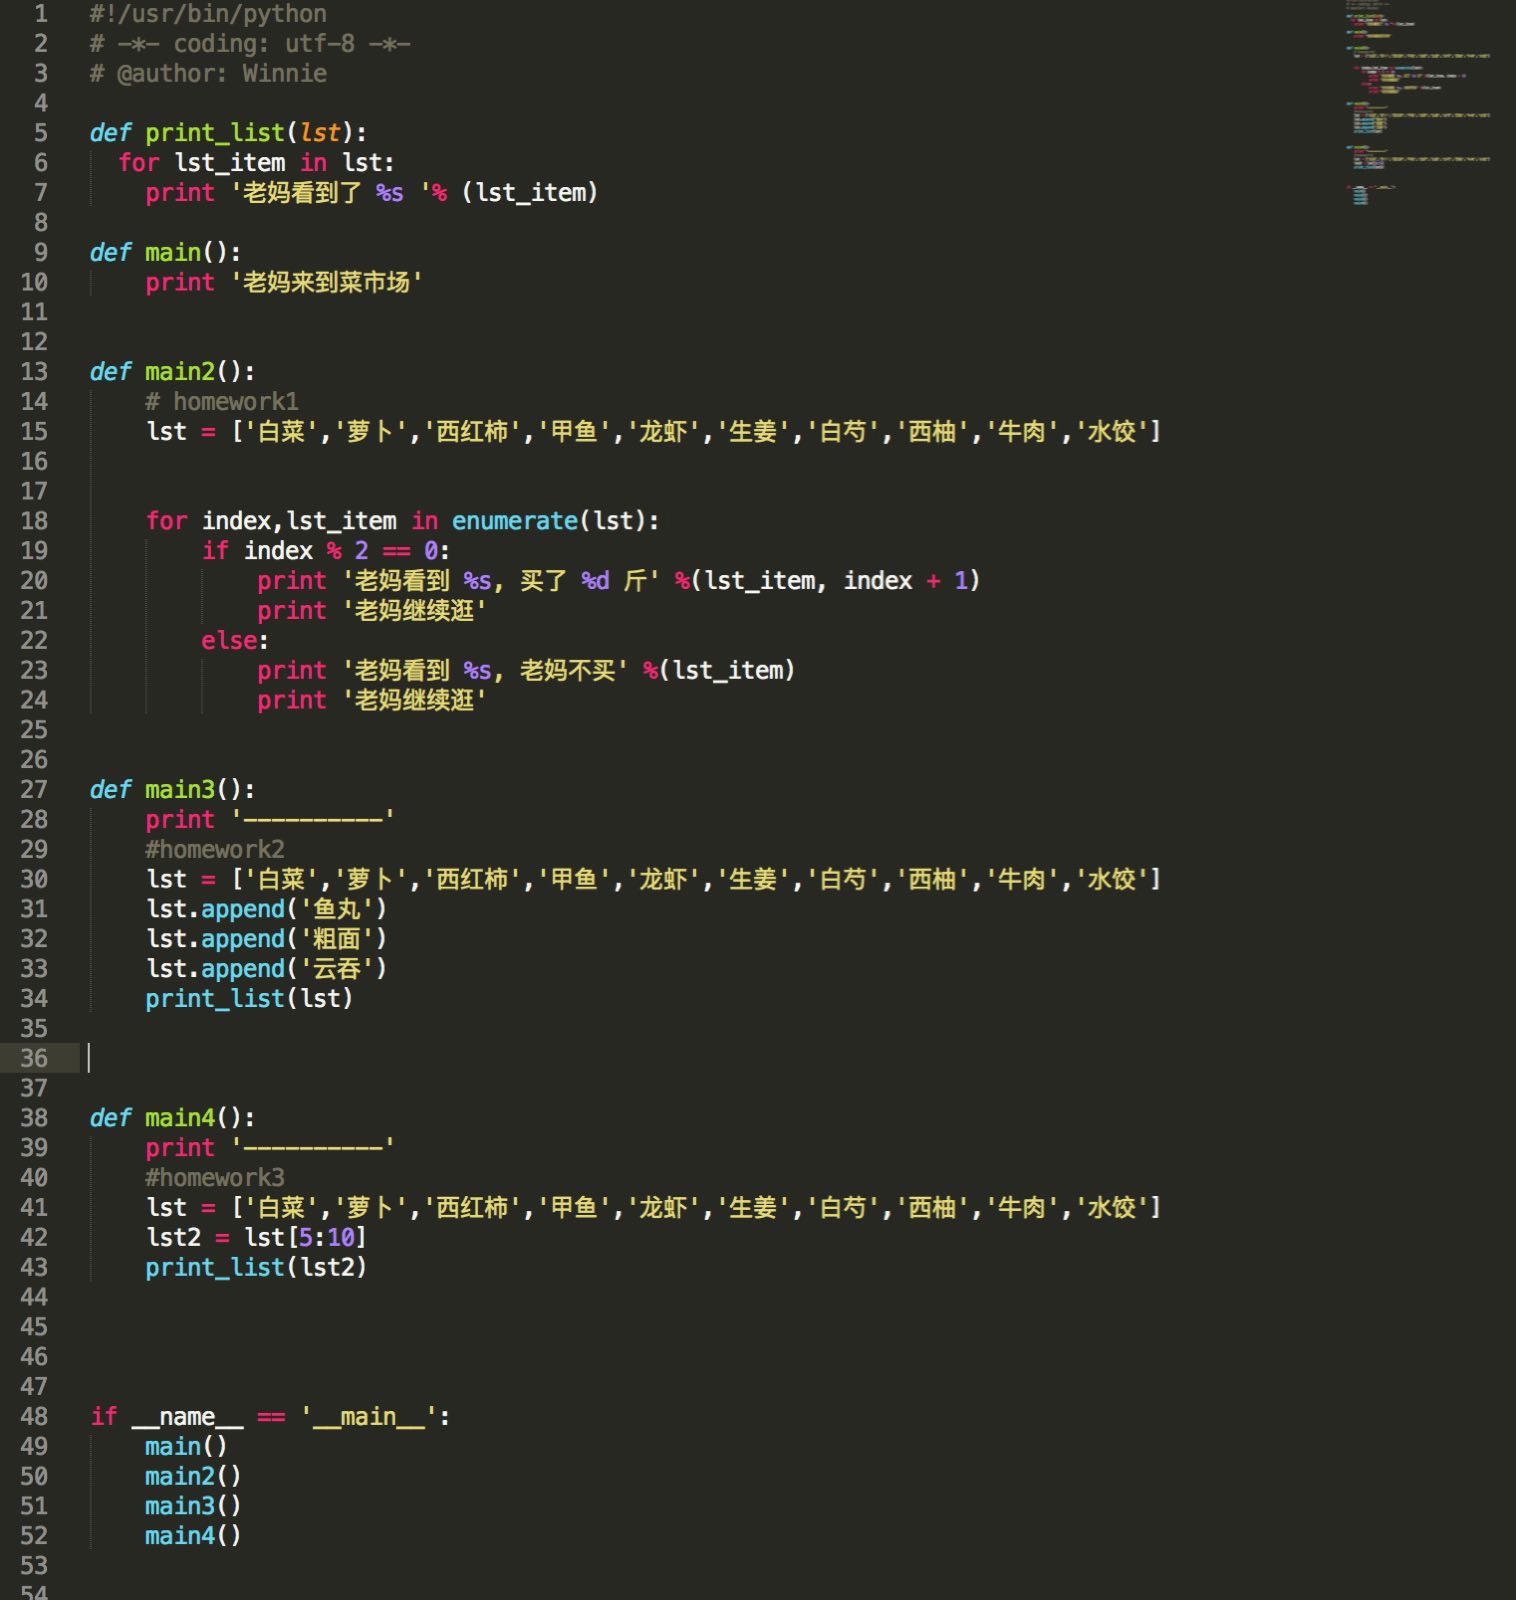 1 #!/usr/bin/python
2 # -*- coding: utf-8 -*-
3 # @author: Winnie
4
5 def print_list(lst):
6   for lst_item in lst:
7     print '老妈看到了 %s '% (lst_item)
8
9 def main():
10     print '老妈来到菜市场'
11
12
13 def main2():
14     # homework1
15     lst = ['白菜','萝卜','西红柿','甲鱼','龙虾','生姜','白芍','西柚','牛肉','水饺']
16
17
18     for index,lst_item in enumerate(lst):
19         if index % 2 == 0:
20             print '老妈看到 %s, 买了 %d 斤' %(lst_item, index + 1)
21             print '老妈继续逛'
22         else:
23             print '老妈看到 %s, 老妈不买' %(lst_item)
24             print '老妈继续逛'
25
26
27 def main3():
28     print '----------'
29     #homework2
30     lst = ['白菜','萝卜','西红柿','甲鱼','龙虾','生姜','白芍','西柚','牛肉','水饺']
31     lst.append('鱼丸')
32     lst.append('粗面')
33     lst.append('云吞')
34     print_list(lst)
35
36
37
38 def main4():
39     print '----------'
40     #homework3
41     lst = ['白菜','萝卜','西红柿','甲鱼','龙虾','生姜','白芍','西柚','牛肉','水饺']
42     lst2 = lst[5:10]
43     print_list(lst2)
44
45
46
47
48 if __name__ == '__main__':
49     main()
50     main2()
51     main3()
52     main4()
53
54